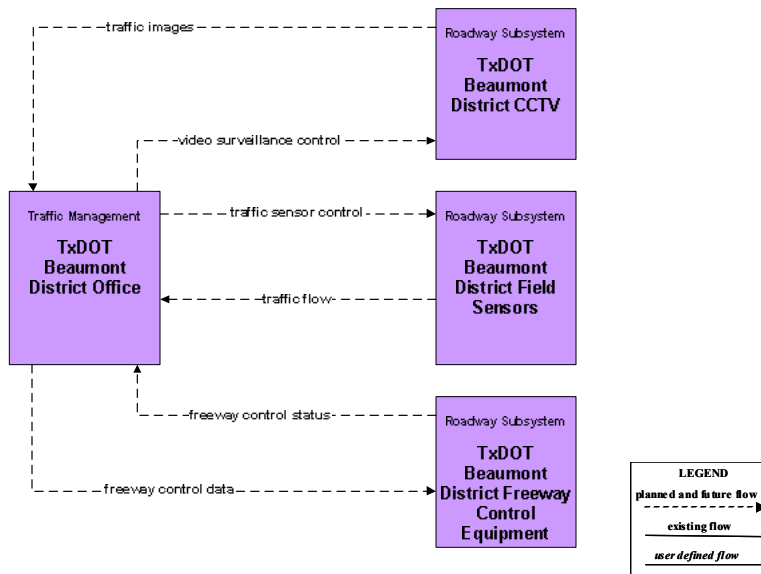 traffic images
Roadway Subsystem
TxDOT
Beaumont
District CCTV
video surveillance control
Traffic Management
TxDOT
Beaumont
District Office
traffic sensor control
Roadway Subsystem
TxDOT
Beaumont
District Field
Sensors
traffic flow
freeway control status
Roadway Subsystem
TxDOT
Beaumont
District Freeway
Control
Equipment
freeway control data
LEGEND
planned and future flow
existing flow
user defined flow